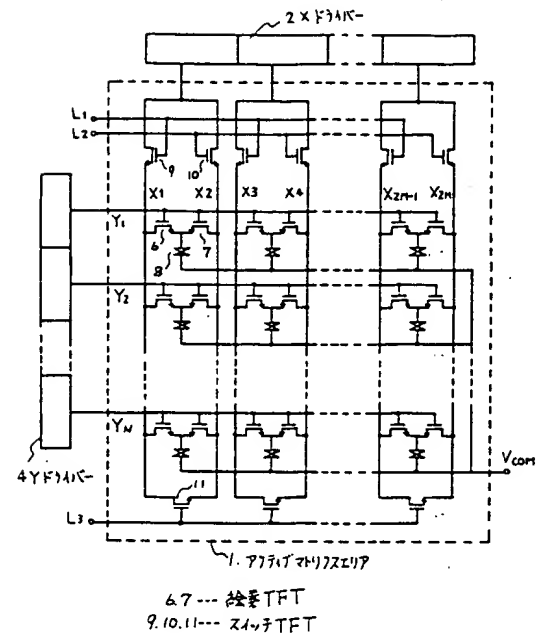 2 Xドライバー
L1
L2
9
10
X1 X2 X3 X4 X2M-1 X2M
Y1
6 7
8
Y2
YN
4 Yドライバー
11
VCOM
L3
1. アクティブマトリクスエリア
6.7--- 絵素TFT
9.10.11--- スイッチTFT